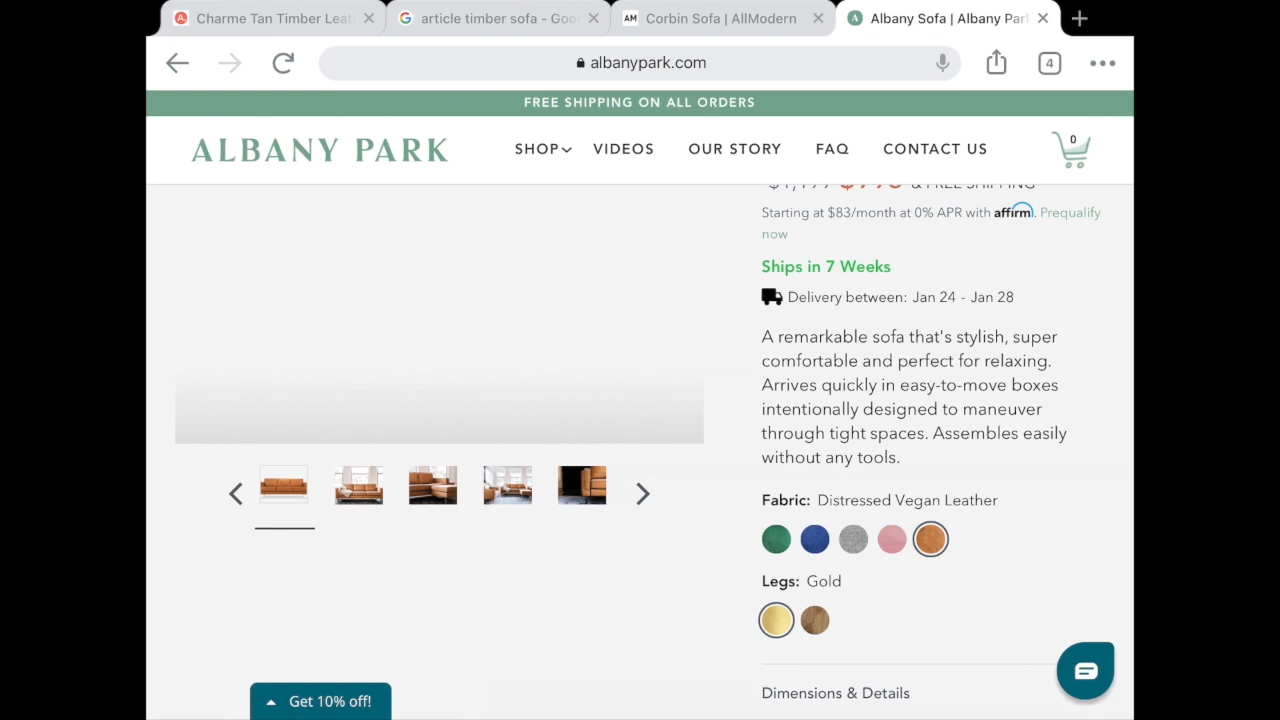 Charme Tan Timber Leat
article timber sofa - Goo
AM Corbin Sofa | AllModern
A Albany Sofa | Albany Par
albanypark.com
4
FREE SHIPPING ON ALL ORDERS
ALBANY PARK
SHOP
VIDEOS
OUR STORY
FAQ
CONTACT US
0
& FREE SHIPPING
Starting at $83/month at 0% APR with affirm. Prequalify
now
Ships in 7 Weeks
Delivery between: Jan 24 - Jan 28
A remarkable sofa that's stylish, super
comfortable and perfect for relaxing.
Arrives quickly in easy-to-move boxes
intentionally designed to maneuver
through tight spaces. Assembles easily
without any tools.
Fabric: Distressed Vegan Leather
Legs: Gold
Get 10% off!
Dimensions & Details